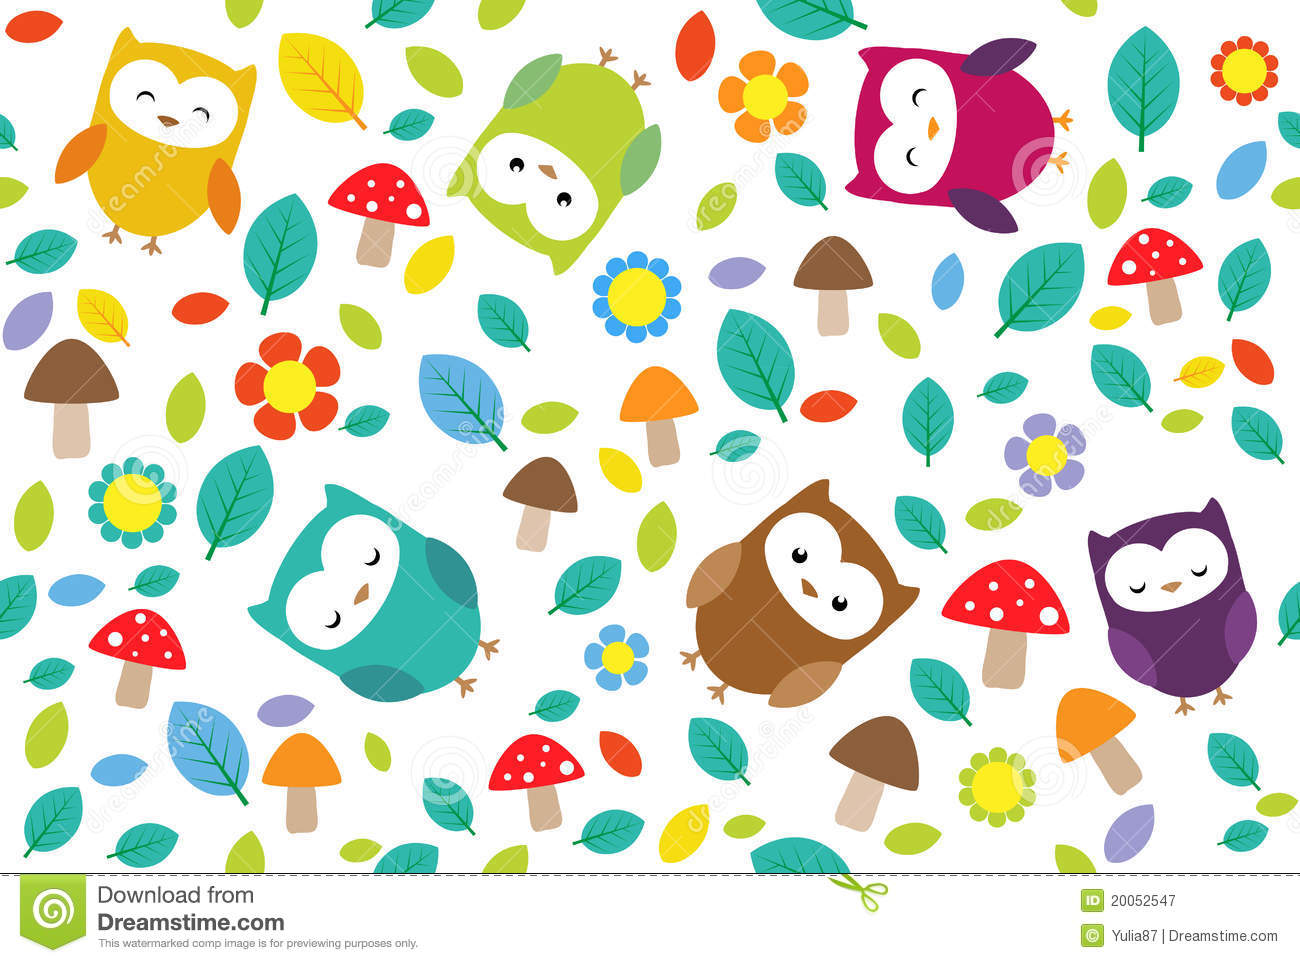 Download from
Dreamstime.com
This watermarked comp image is for previewing purposes only.
ID 20052547
© Yulia87 | Dreamstime.com